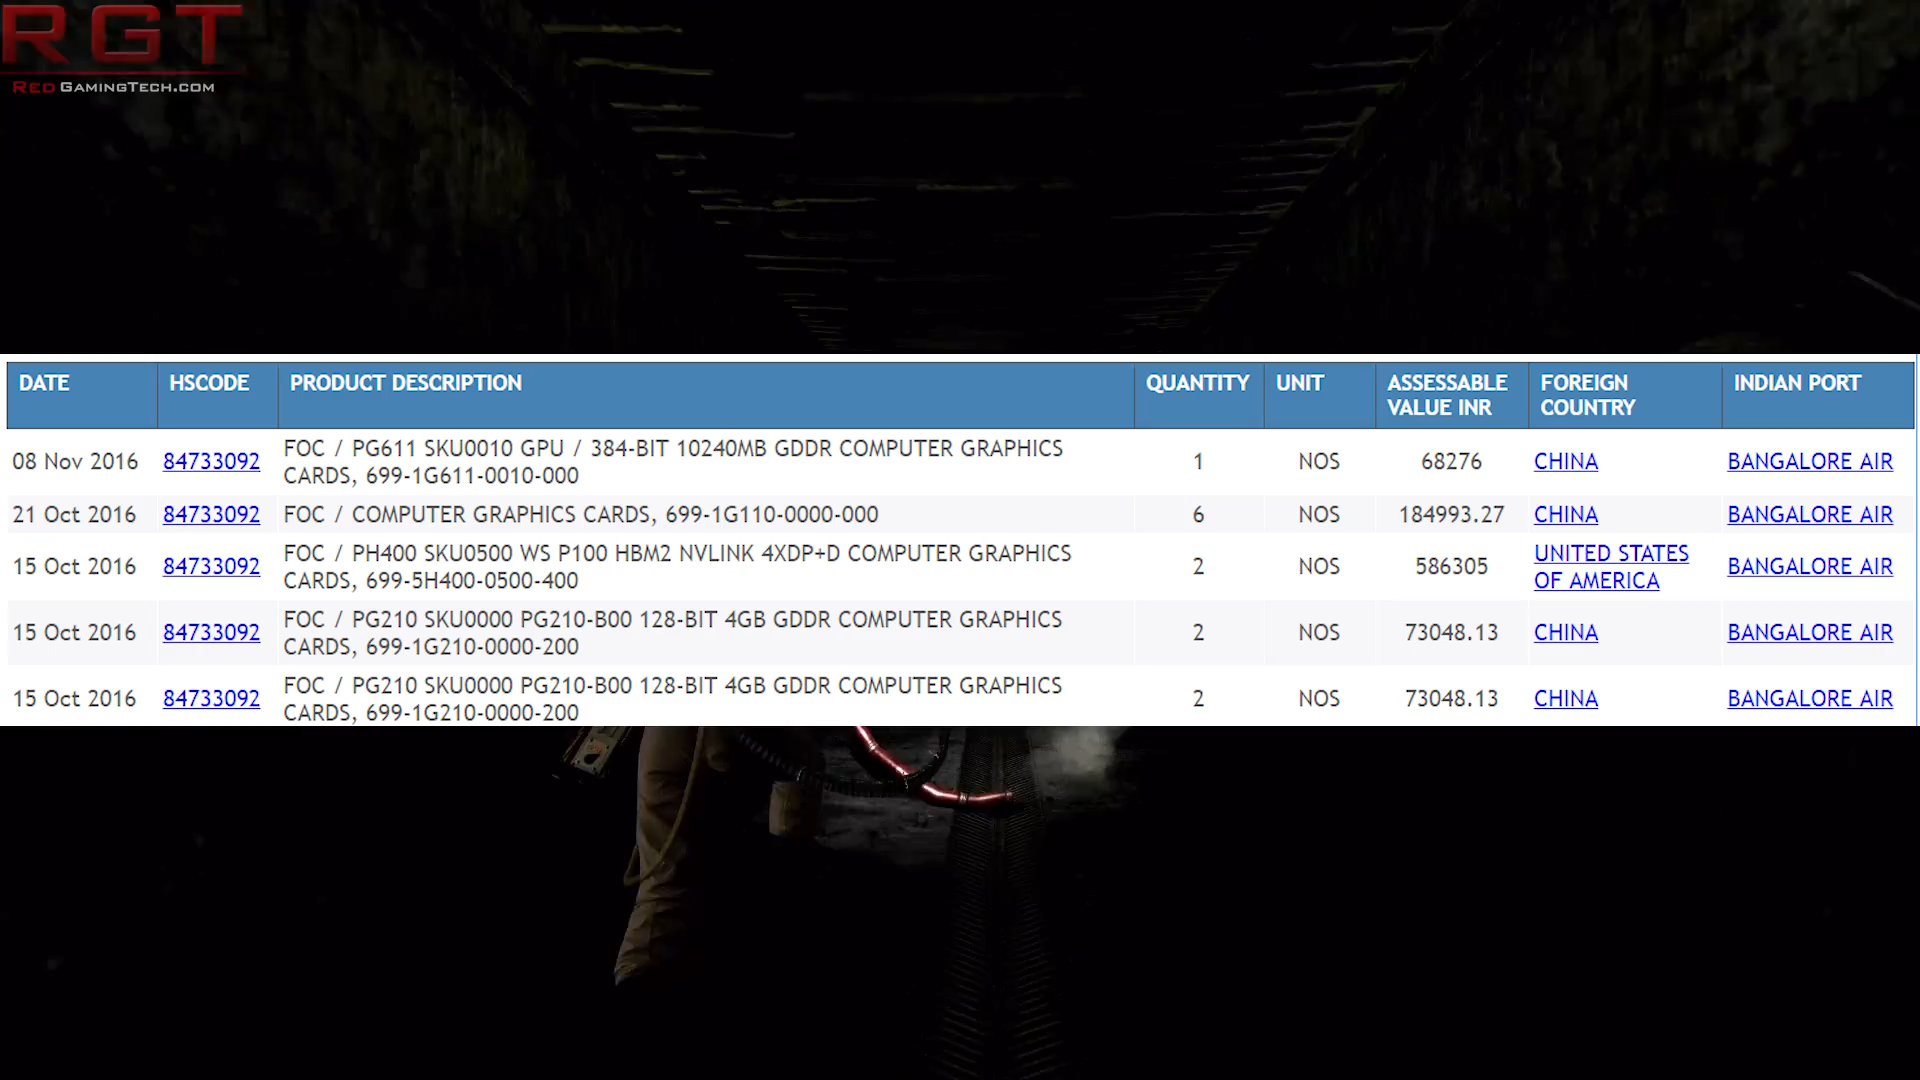 RGT
RED GAMINGTECH.COM
DATE HSCODE PRODUCT DESCRIPTION QUANTITY UNIT ASSESSABLE VALUE INR FOREIGN COUNTRY INDIAN PORT
08 Nov 2016 84733092 FOC / PG611 SKU0010 GPU / 384-BIT 10240MB GDDR COMPUTER GRAPHICS CARDS, 699-1G611-0010-000 1 NOS 68276 CHINA BANGALORE AIR
21 Oct 2016 84733092 FOC / COMPUTER GRAPHICS CARDS, 699-1G110-0000-000 6 NOS 184993.27 CHINA BANGALORE AIR
15 Oct 2016 84733092 FOC / PH400 SKU0500 WS P100 HBM2 NVLINK 4XDP+D COMPUTER GRAPHICS CARDS, 699-5H400-0500-400 2 NOS 586305 UNITED STATES OF AMERICA BANGALORE AIR
15 Oct 2016 84733092 FOC / PG210 SKU0000 PG210-B00 128-BIT 4GB GDDR COMPUTER GRAPHICS CARDS, 699-1G210-0000-200 2 NOS 73048.13 CHINA BANGALORE AIR
15 Oct 2016 84733092 FOC / PG210 SKU0000 PG210-B00 128-BIT 4GB GDDR COMPUTER GRAPHICS CARDS, 699-1G210-0000-200 2 NOS 73048.13 CHINA BANGALORE AIR